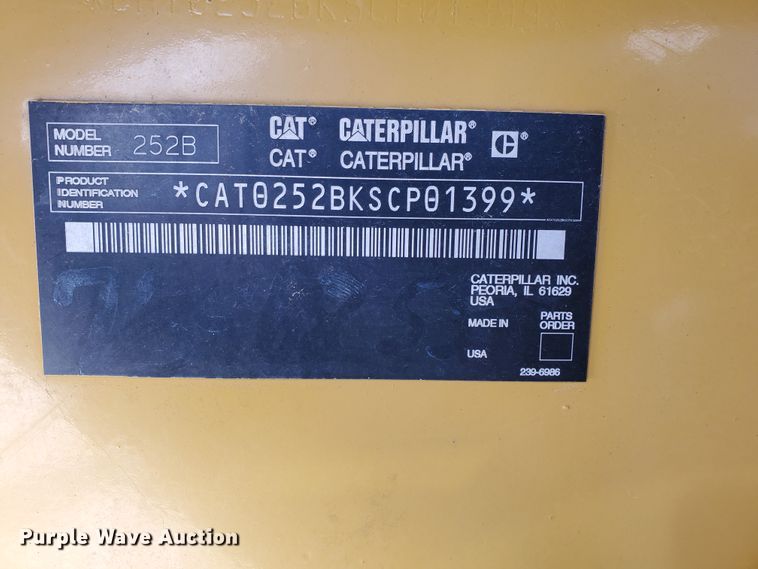 CAT0252BKSCP01399*
MODEL NUMBER 252B
CAT® CATERPILLAR®
CAT® CATERPILLAR®
PRODUCT
IDENTIFICATION
NUMBER
*CAT0252BKSCP01399*
CATERPILLAR INC.
PEORIA, IL 61629
USA
MADE IN
USA
PARTS
ORDER
239-6986
Purple Wave Auction